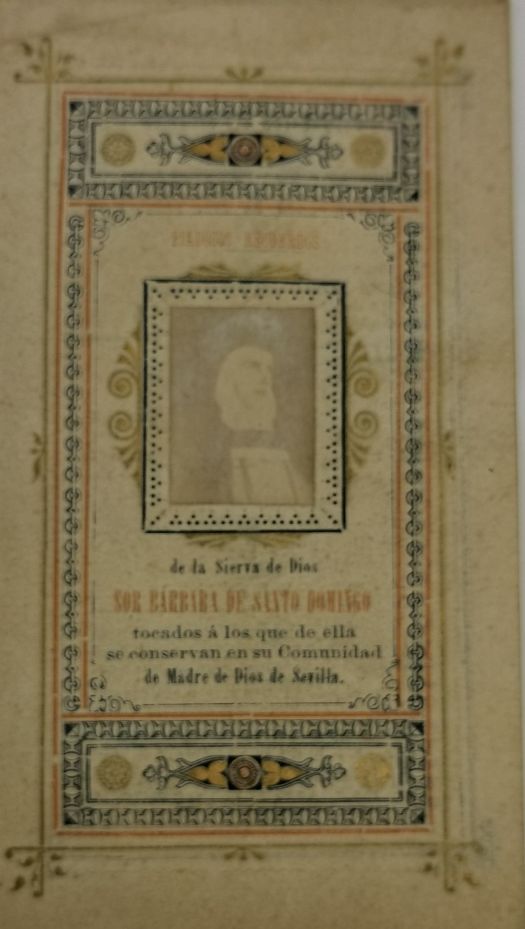 PIADOSOS RECUERDOS
de la Sierva de Dios
SOR BÁRBARA DE SANTO DOMINGO
tocados á los que de ella
se conservan en su Comunidad
de Madre de Dios de Sevilla.